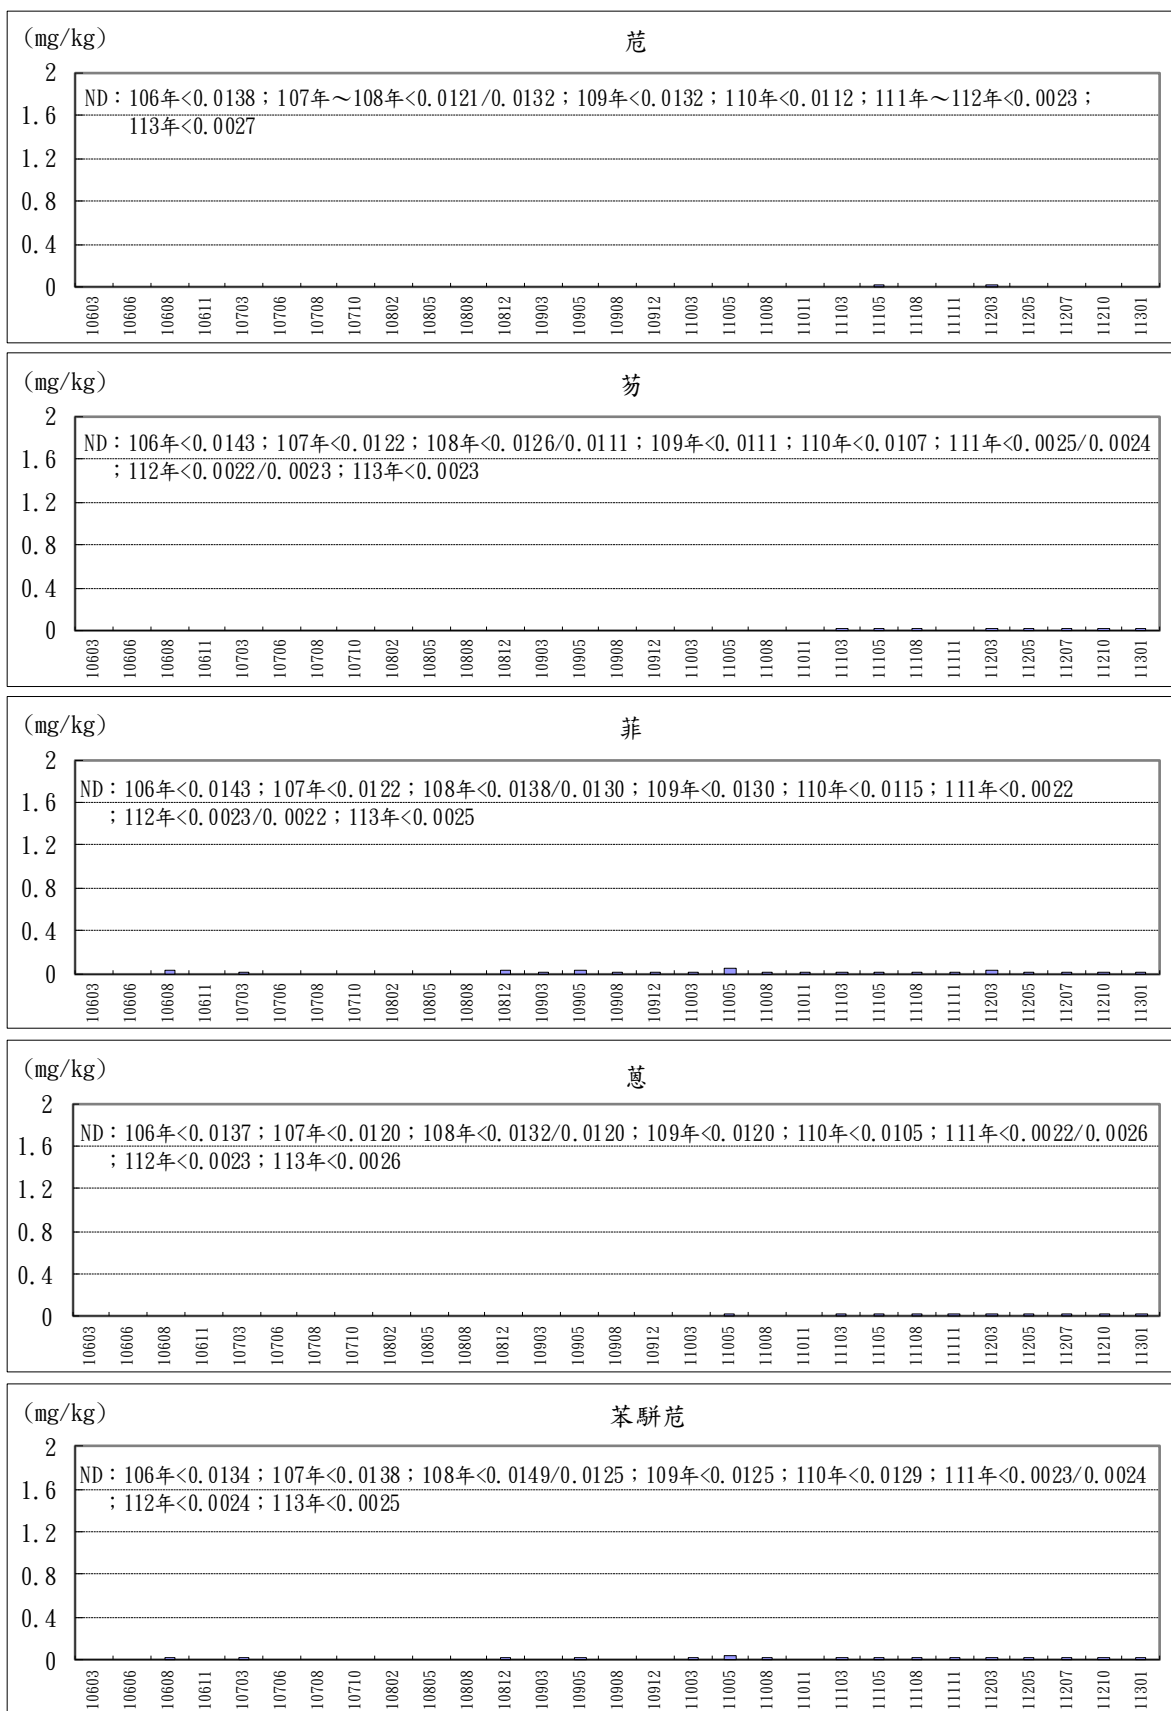 (mg/kg)
苊
2
ND：106年<0.0138；107年～108年<0.0121/0.0132；109年<0.0132；110年<0.0112；111年～112年<0.0023；
113年<0.0027
1.6
1.2
0.8
0.4
0
10603 10606 10608 10611 10703 10706 10708 10710 10802 10805 10808 10812 10903 10905 10908 10912 11003 11005 11008 11011 11103 11105 11108 11111 11203 11205 11207 11210 11301
(mg/kg)
芴
2
ND：106年<0.0143；107年<0.0122；108年<0.0126/0.0111；109年<0.0111；110年<0.0107；111年<0.0025/0.0024
1.6
；112年<0.0022/0.0023；113年<0.0023
1.2
0.8
0.4
0
10603 10606 10608 10611 10703 10706 10708 10710 10802 10805 10808 10812 10903 10905 10908 10912 11003 11005 11008 11011 11103 11105 11108 11111 11203 11205 11207 11210 11301
(mg/kg)
菲
2
ND：106年<0.0143；107年<0.0122；108年<0.0138/0.0130；109年<0.0130；110年<0.0115；111年<0.0022
1.6
；112年<0.0023/0.0022；113年<0.0025
1.2
0.8
0.4
0
10603 10606 10608 10611 10703 10706 10708 10710 10802 10805 10808 10812 10903 10905 10908 10912 11003 11005 11008 11011 11103 11105 11108 11111 11203 11205 11207 11210 11301
(mg/kg)
蒽
2
ND：106年<0.0137；107年<0.0120；108年<0.0132/0.0120；109年<0.0120；110年<0.0105；111年<0.0022/0.0026
1.6
；112年<0.0023；113年<0.0026
1.2
0.8
0.4
0
10603 10606 10608 10611 10703 10706 10708 10710 10802 10805 10808 10812 10903 10905 10908 10912 11003 11005 11008 11011 11103 11105 11108 11111 11203 11205 11207 11210 11301
(mg/kg)
苯駢苊
2
ND：106年<0.0134；107年<0.0138；108年<0.0149/0.0125；109年<0.0125；110年<0.0129；111年<0.0023/0.0024
1.6
；112年<0.0024；113年<0.0025
1.2
0.8
0.4
0
10603 10606 10608 10611 10703 10706 10708 10710 10802 10805 10808 10812 10903 10905 10908 10912 11003 11005 11008 11011 11103 11105 11108 11111 11203 11205 11207 11210 11301